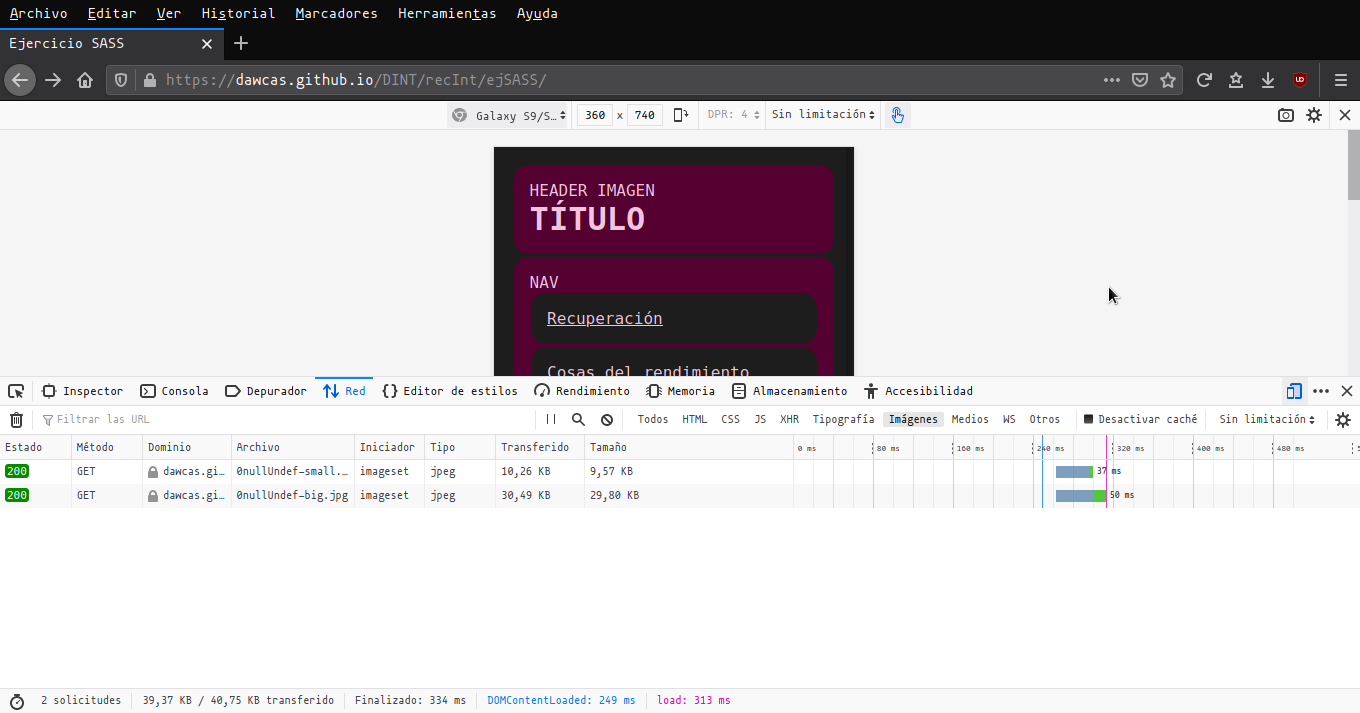 Archivo Editar Ver Historial Marcadores Herramientas Ayuda
Ejercicio SASS
https://dawcas.github.io/DINT/recInt/ejSASS/
Galaxy S9/S… 360 x 740 DPR: 4 Sin limitación
HEADER IMAGEN
TÍTULO
NAV
Recuperación
Cosas del rendimiento
Inspector Consola Depurador Red Editor de estilos Rendimiento Memoria Almacenamiento Accesibilidad
Filtrar las URL Todos HTML CSS JS XHR Tipografía Imágenes Medios WS Otros Desactivar caché Sin limitación
Estado Método Dominio Archivo Iniciador Tipo Transferido Tamaño 0 ms 80 ms 160 ms 240 ms 320 ms 400 ms 480 ms
200 GET dawcas.gi… 0nullUndef-small.… imageset jpeg 10,26 KB 9,57 KB 37 ms
200 GET dawcas.gi… 0nullUndef-big.jpg imageset jpeg 30,49 KB 29,80 KB 50 ms
2 solicitudes 39,37 KB / 40,75 KB transferido Finalizado: 334 ms DOMContentLoaded: 249 ms load: 313 ms